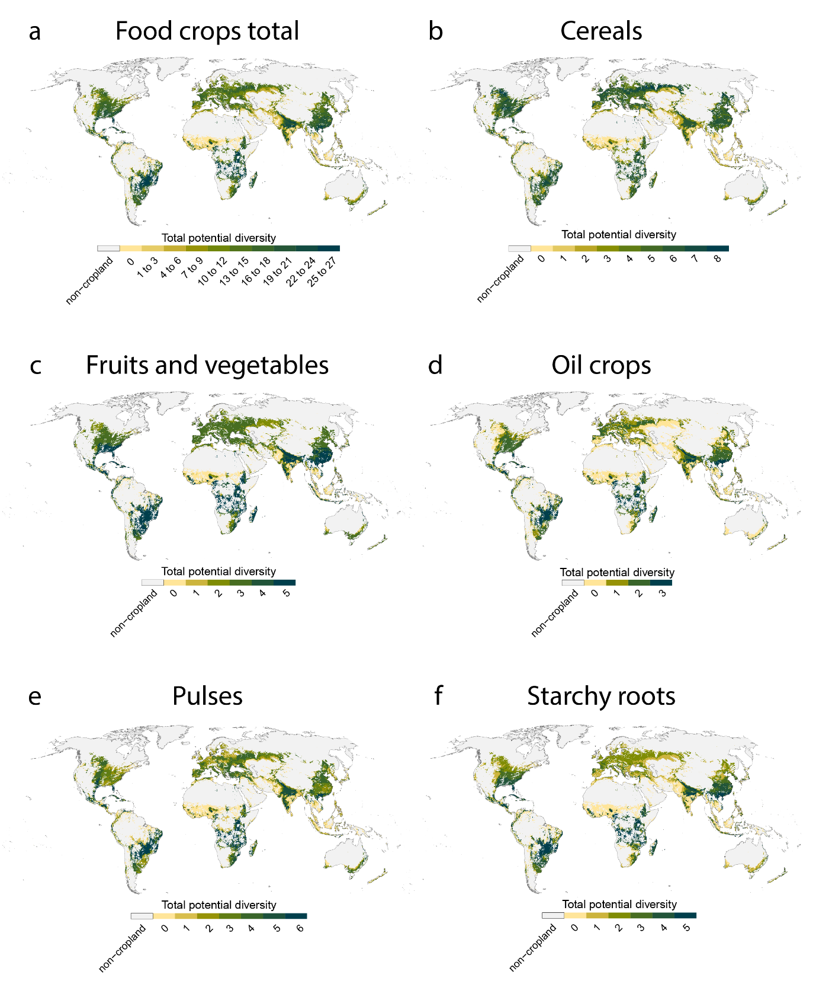 a Food crops total
b Cereals
Total potential diversity
non−cropland 0 1 to 3 4 to 6 7 to 9 10 to 12 13 to 15 16 to 18 19 to 21 22 to 24 25 to 27
Total potential diversity
non−cropland 0 1 2 3 4 5 6 7 8
c Fruits and vegetables
d Oil crops
Total potential diversity
non−cropland 0 1 2 3 4 5
Total potential diversity
non−cropland 0 1 2 3
e Pulses
f Starchy roots
Total potential diversity
non−cropland 0 1 2 3 4 5 6
Total potential diversity
non−cropland 0 1 2 3 4 5